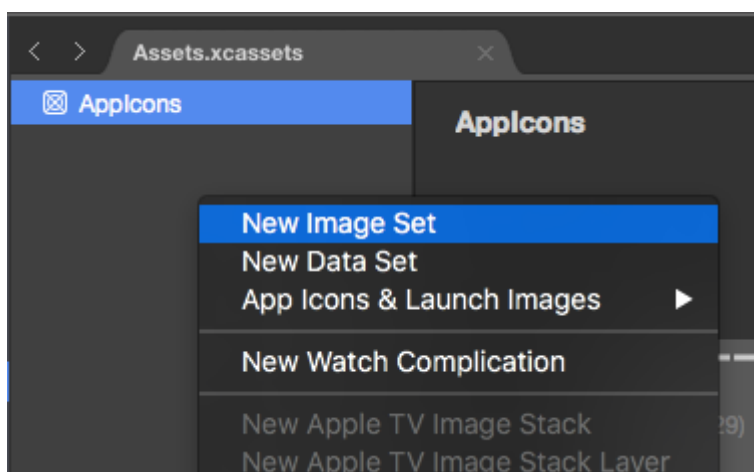 Assets.xcassets
AppIcons
AppIcons
New Image Set
New Data Set
App Icons & Launch Images
New Watch Complication
New Apple TV Image Stack
29)
New Apple TV Image Stack Layer